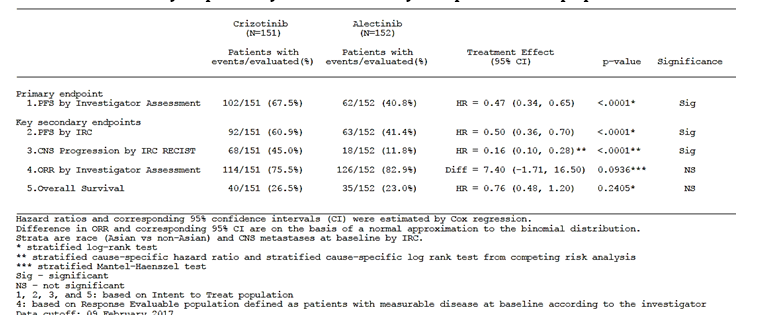 Crizotinib Alectinib
(N=151) (N=152)
Patients with Patients with Treatment Effect
events/evaluated(%) events/evaluated(%) (95% CI) p-value Significance
Primary endpoint
1.PFS by Investigator Assessment 102/151 (67.5%) 62/152 (40.8%) HR = 0.47 (0.34, 0.65) <.0001* Sig
Key secondary endpoints
2.PFS by IRC 92/151 (60.9%) 63/152 (41.4%) HR = 0.50 (0.36, 0.70) <.0001* Sig
3.CNS Progression by IRC RECIST 68/151 (45.0%) 18/152 (11.8%) HR = 0.16 (0.10, 0.28)** <.0001** Sig
4.ORR by Investigator Assessment 114/151 (75.5%) 126/152 (82.9%) Diff = 7.40 (-1.71, 16.50) 0.0936*** NS
5.Overall Survival 40/151 (26.5%) 35/152 (23.0%) HR = 0.76 (0.48, 1.20) 0.2405* NS
Hazard ratios and corresponding 95% confidence intervals (CI) were estimated by Cox regression.
Difference in ORR and corresponding 95% CI are on the basis of a normal approximation to the binomial distribution.
Strata are race (Asian vs non-Asian) and CNS metastases at baseline by IRC.
* stratified log-rank test
** stratified cause-specific hazard ratio and stratified cause-specific log rank test from competing risk analysis
*** stratified Mantel-Haenszel test
Sig - significant
NS - not significant
1, 2, 3, and 5: based on Intent to Treat population
4: based on Response Evaluable population defined as patients with measurable disease at baseline according to the investigator
Data cutoff: 09 February 2017